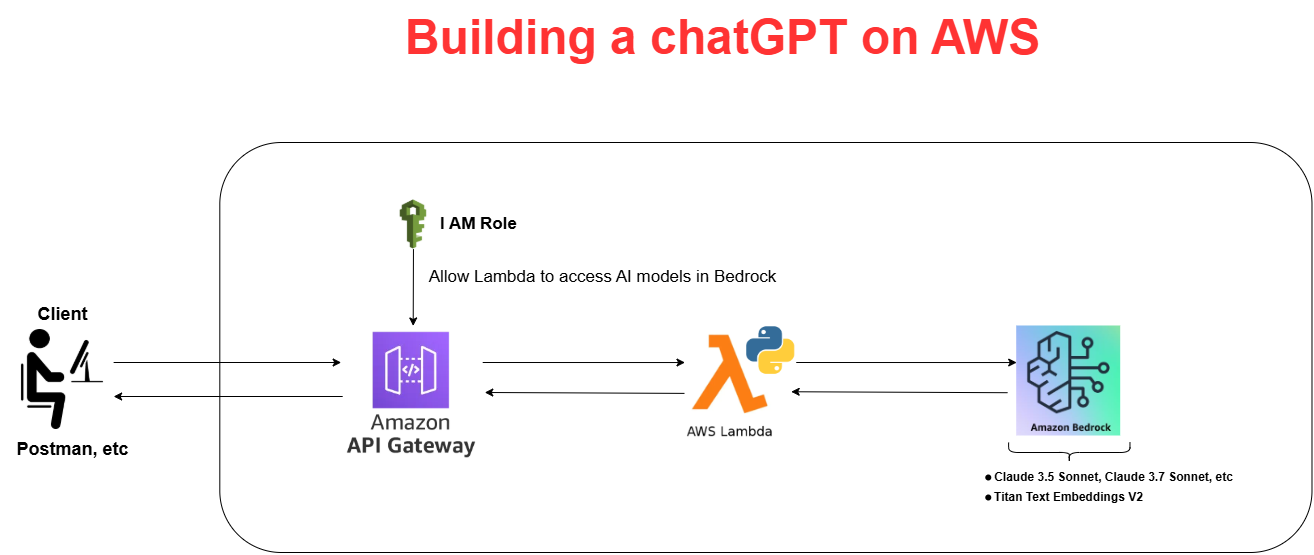 Building a chatGPT on AWS
I AM Role
Allow Lambda to access AI models in Bedrock
Client
Postman, etc
Amazon
API Gateway
AWS Lambda
Amazon Bedrock
Claude 3.5 Sonnet, Claude 3.7 Sonnet, etc
Titan Text Embeddings V2